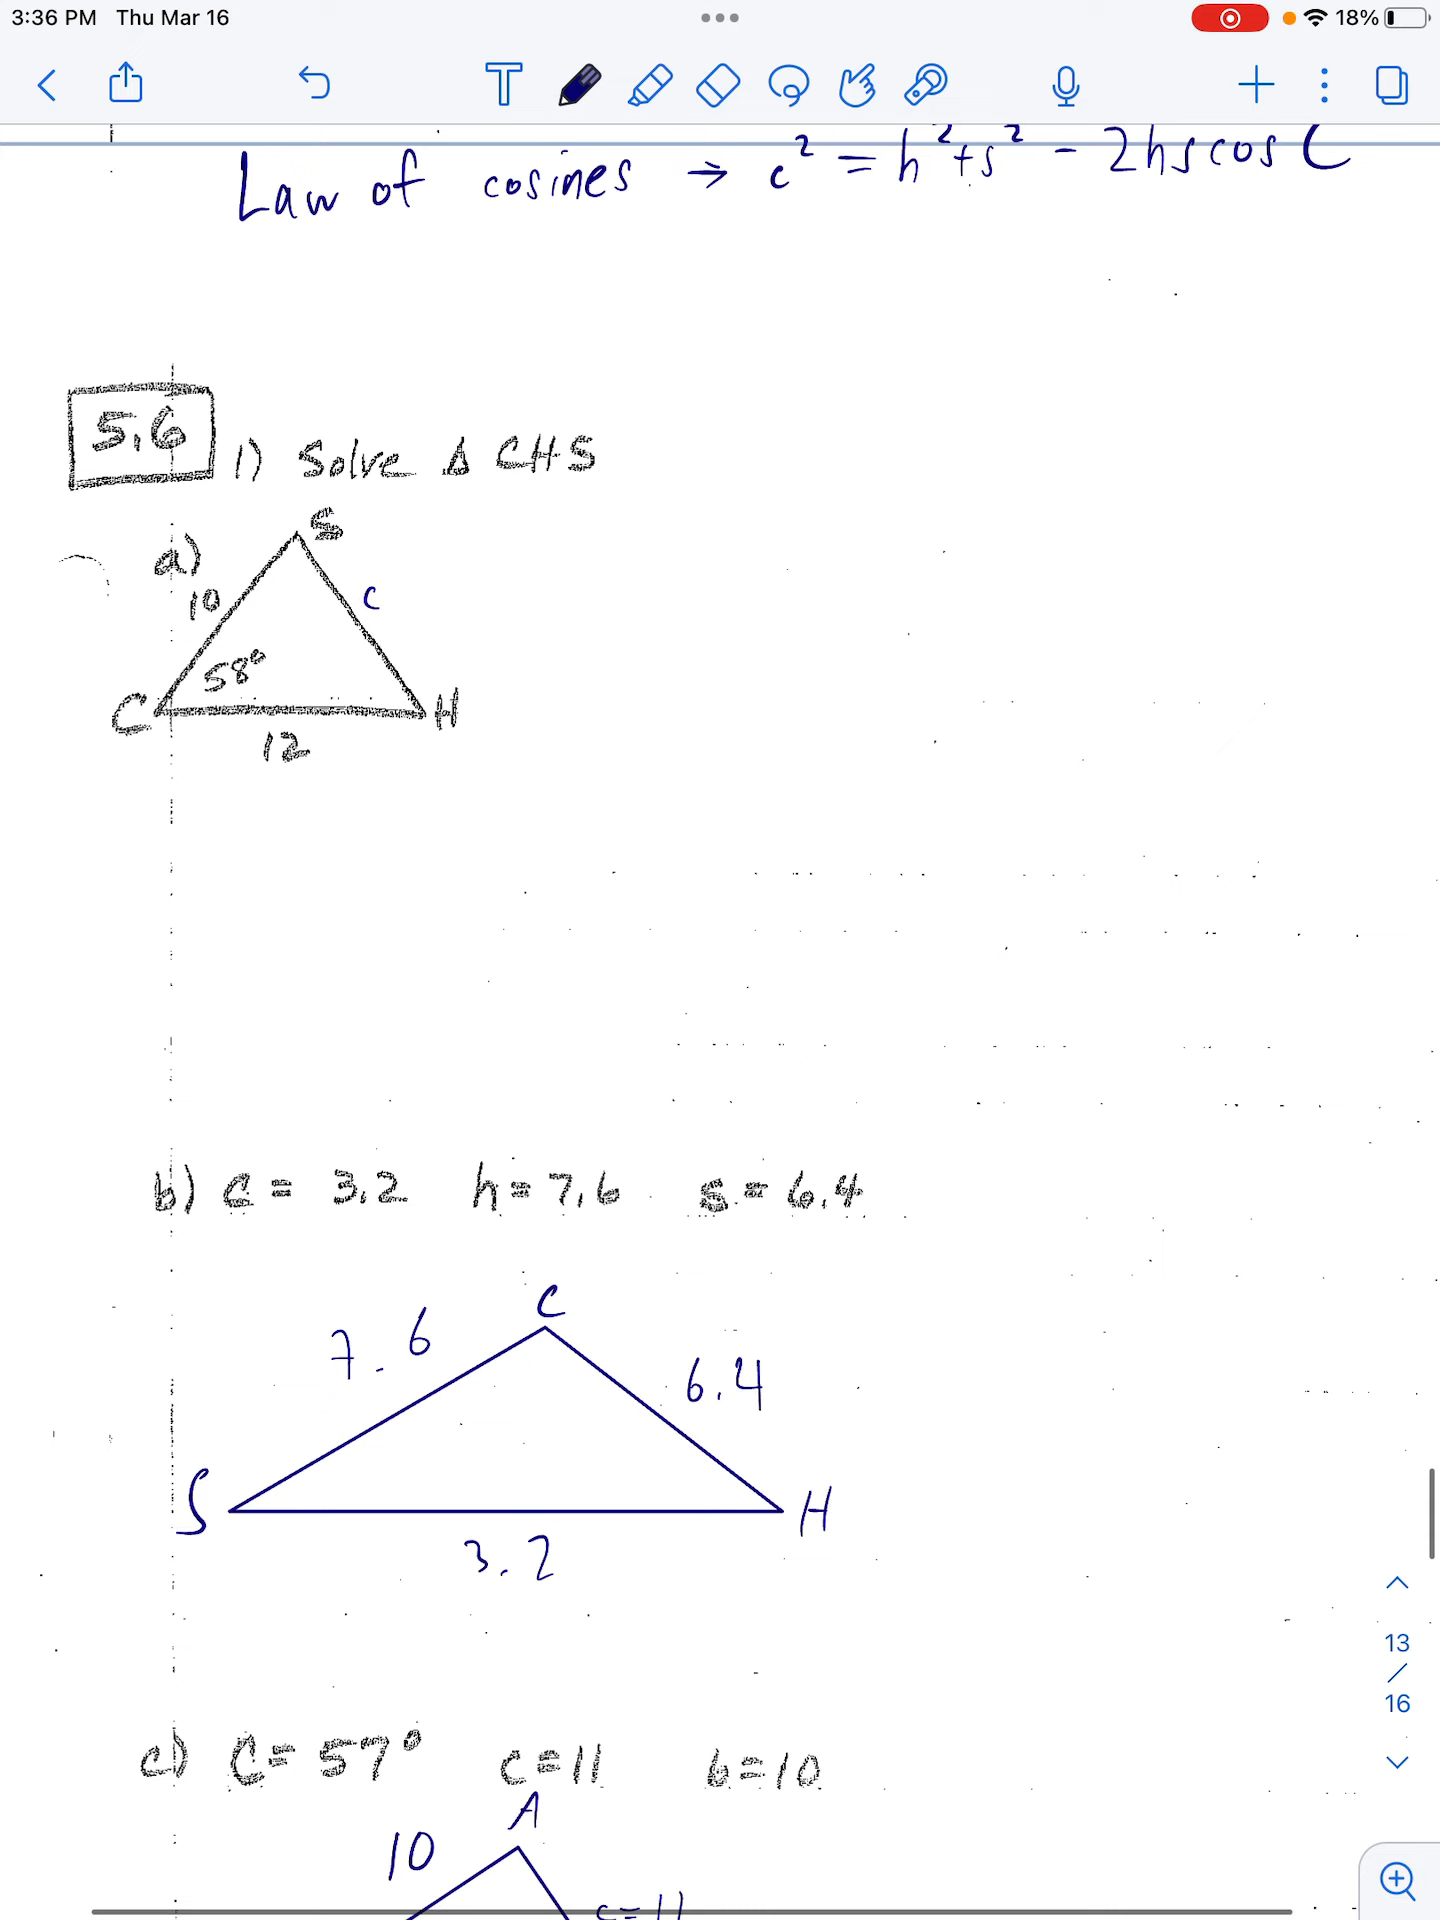 3:36 PM Thu Mar 16
18%
T
Law of cosines → c² = h²+s² - 2hs cos C
5.6
1) Solve Δ CHS
S
a)
10
c
58°
C
H
12
b) c = 3.2 h = 7.6 s = 6.4
C
7.6
6.4
S
H
3.2
13
/
16
c) C = 57° c = 11 b = 10
A
10
c = 11